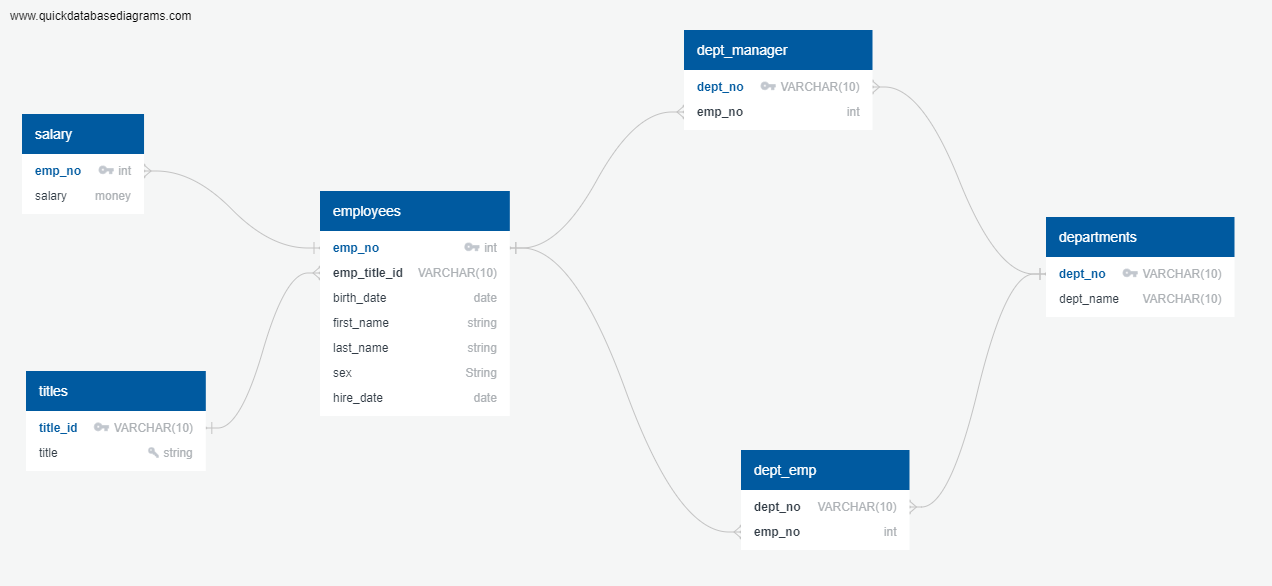 www.quickdatabasediagrams.com
salary
emp_no int
salary money
titles
title_id VARCHAR(10)
title string
employees
emp_no int
emp_title_id VARCHAR(10)
birth_date date
first_name string
last_name string
sex String
hire_date date
dept_manager
dept_no VARCHAR(10)
emp_no int
dept_emp
dept_no VARCHAR(10)
emp_no int
departments
dept_no VARCHAR(10)
dept_name VARCHAR(10)